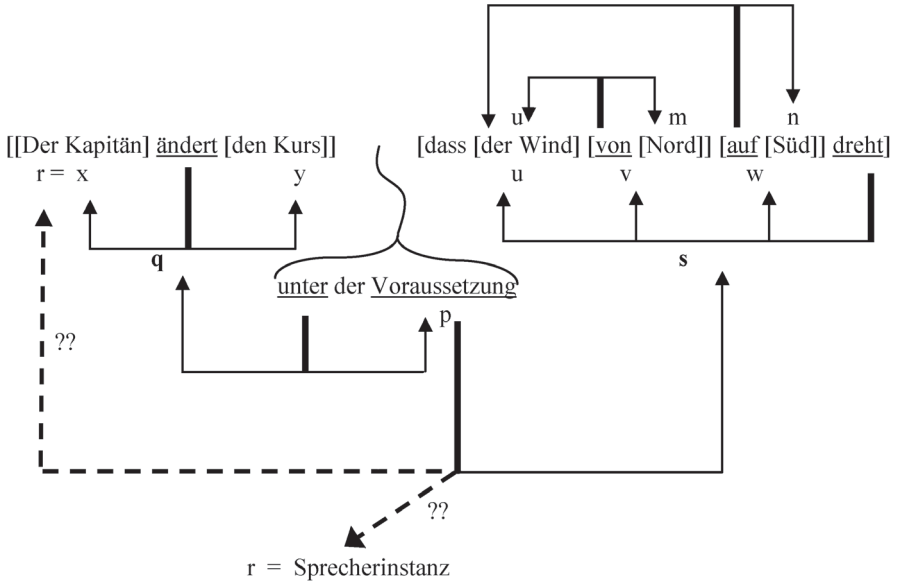 u m n
[[Der Kapitän] ändert [den Kurs]] [dass [der Wind] [von [Nord]] [auf [Süd]] dreht]
r = x y u v w
q s
unter der Voraussetzung
p
??
??
r = Sprecherinstanz